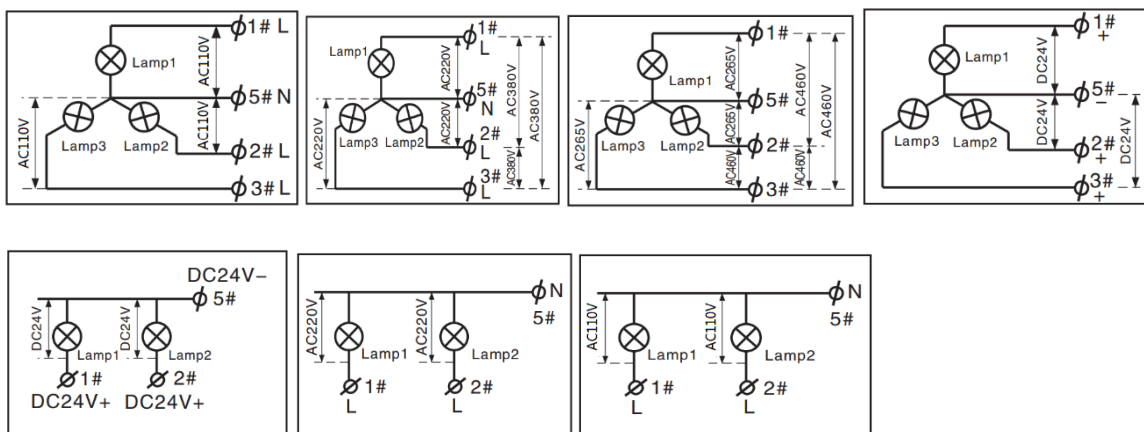 1# L
AC110V
Lamp1
5# N
AC110V
AC110V
Lamp3
Lamp2
2# L
3# L
1#
L
Lamp1
AC220V
AC380V
AC380V
5#
N
AC220V
AC220V
Lamp3
Lamp2
2#
L
AC380V
3#
L
1#
Lamp1
AC265V
AC460V
AC460V
5#
AC265V
AC265V
Lamp3
Lamp2
2#
AC460V
AC460V
3#
1#
+
Lamp1
DC24V
5#
−
DC24V
Lamp3
Lamp2
2#
+
DC24V
3#
+
DC24V−
5#
DC24V
DC24V
Lamp1
Lamp2
1#
2#
DC24V+
DC24V+
N
5#
AC220V
AC220V
Lamp1
Lamp2
1#
2#
L
L
N
5#
AC110V
AC110V
Lamp1
Lamp2
1#
2#
L
L